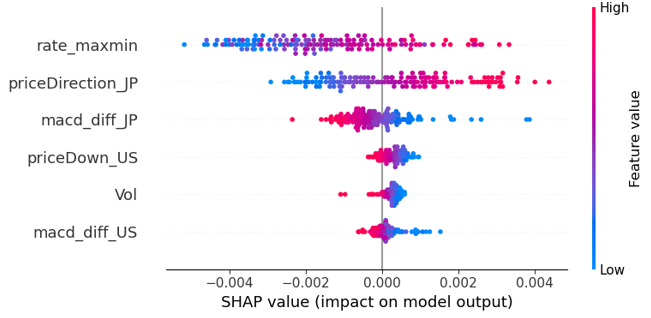 High
rate_maxmin
priceDirection_JP
macd_diff_JP
priceDown_US
Vol
macd_diff_US
Feature value
Low
−0.004 −0.002 0.000 0.002 0.004
SHAP value (impact on model output)